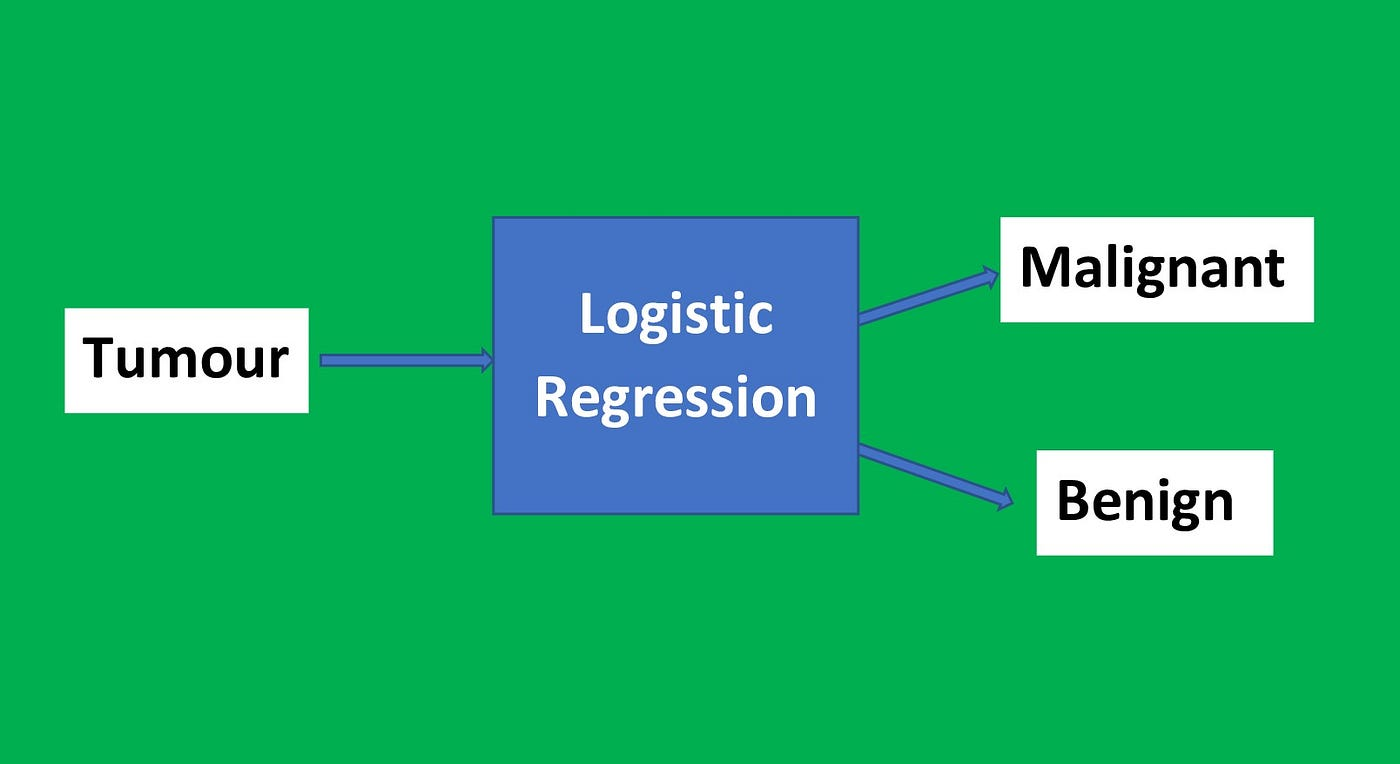 Tumour
Logistic
Regression
Malignant
Benign